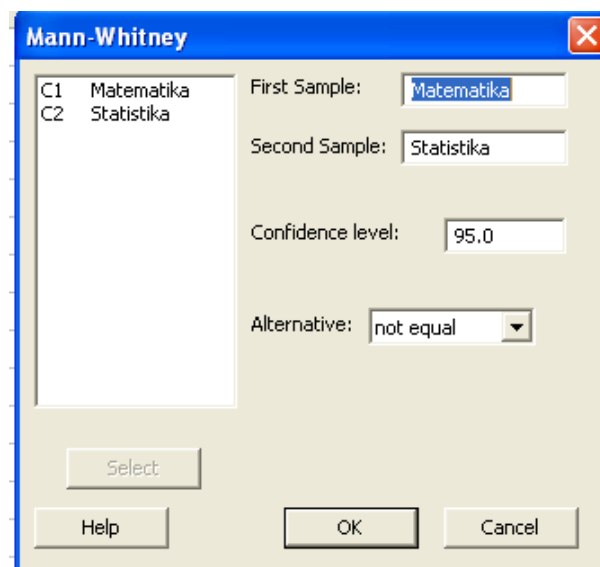 Mann-Whitney
C1 Matematika
C2 Statistika
First Sample: Matematika
Second Sample: Statistika
Confidence level: 95.0
Alternative: not equal
Select
Help OK Cancel